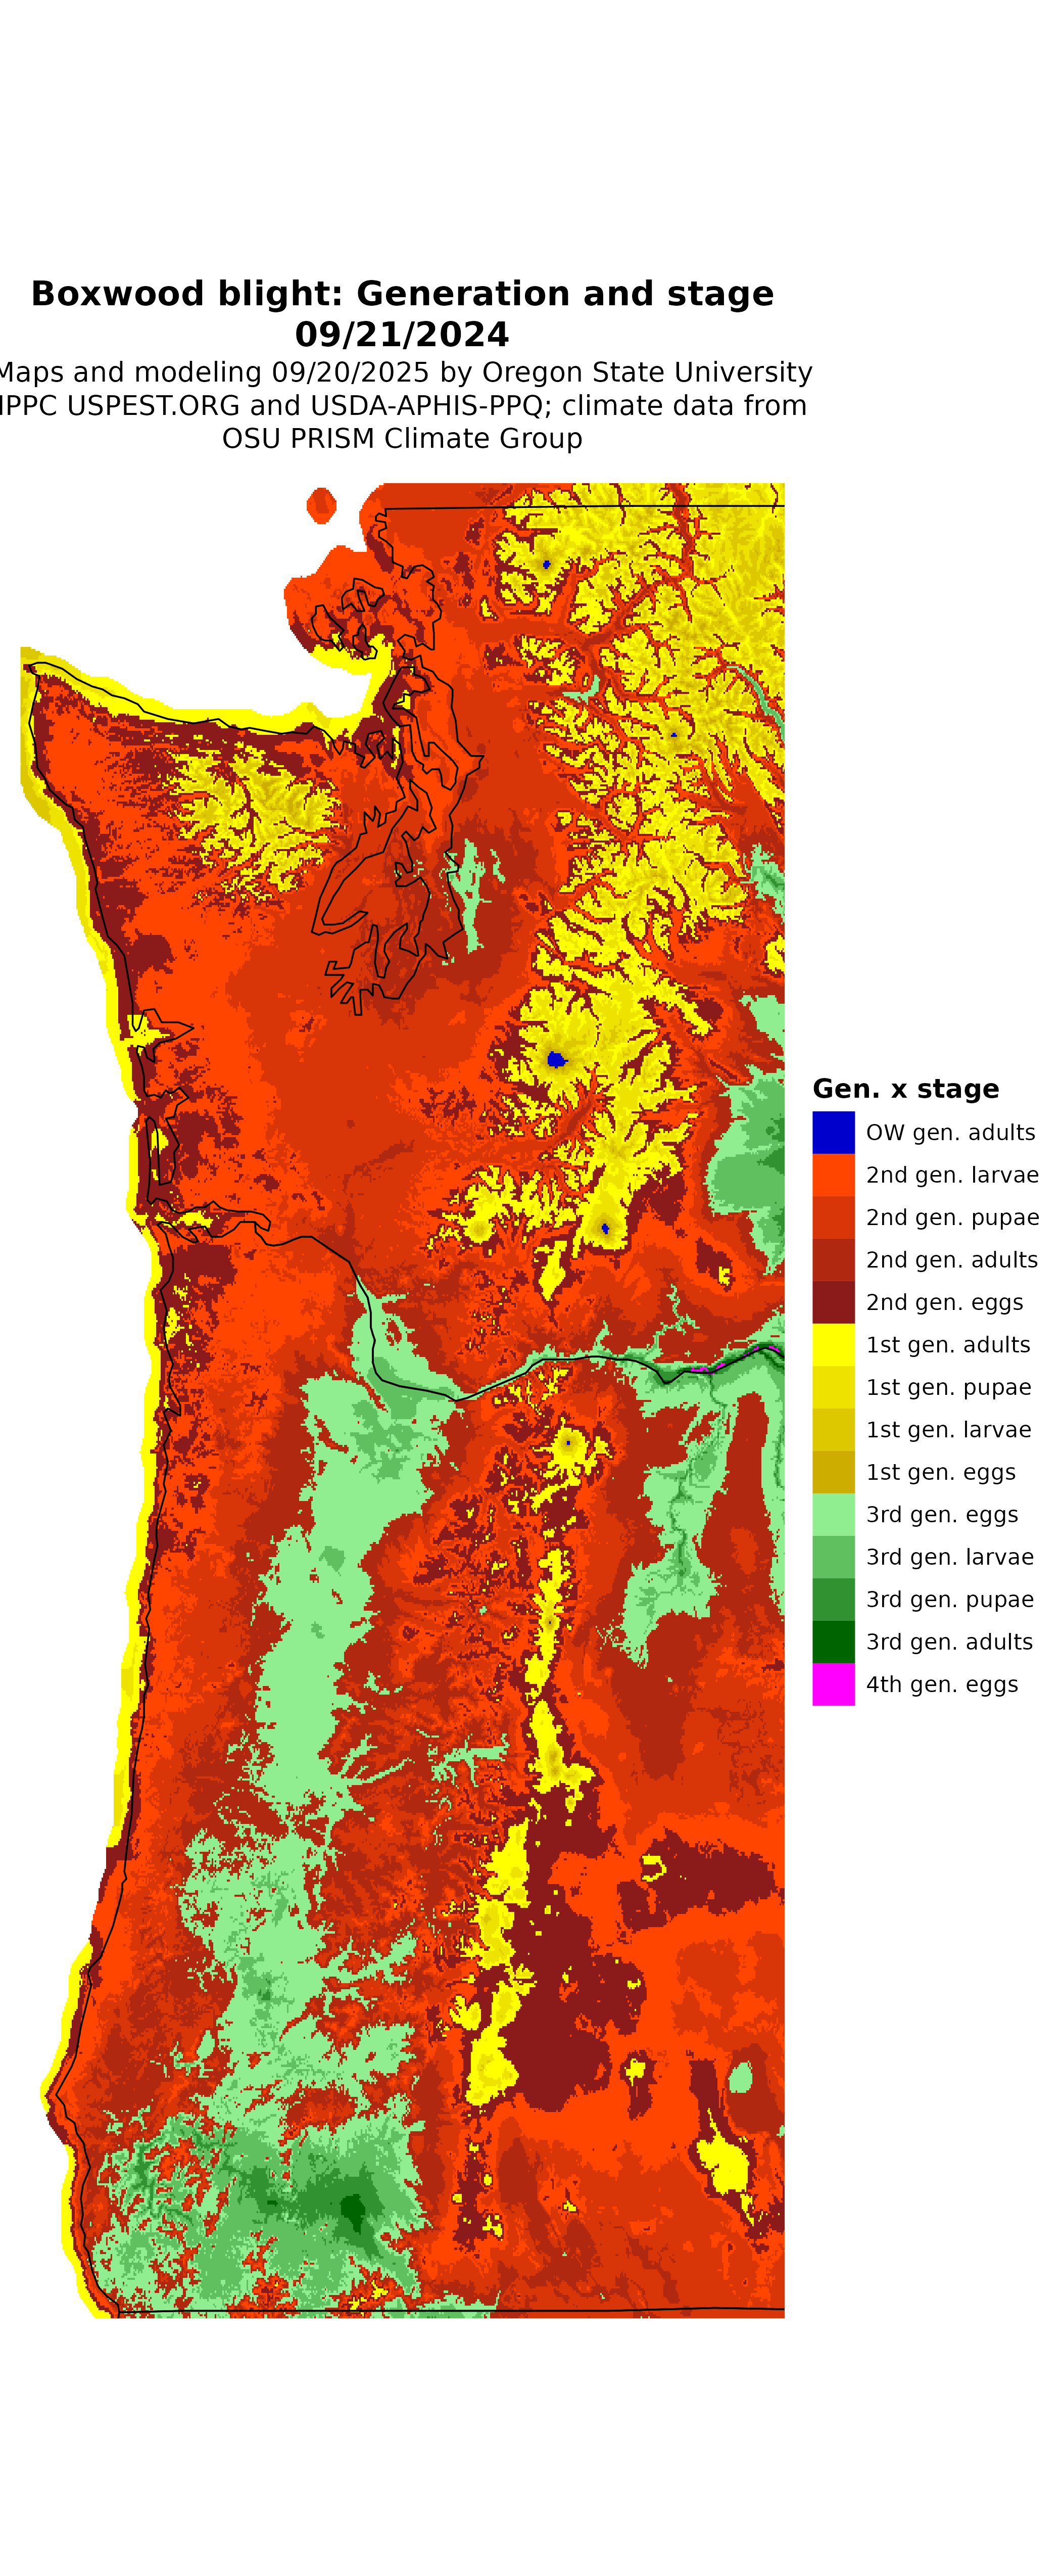 Boxwood blight: Generation and stage
09/21/2024
Maps and modeling 09/20/2025 by Oregon State University
IPPC USPEST.ORG and USDA-APHIS-PPQ; climate data from
OSU PRISM Climate Group
Gen. x stage
OW gen. adults
2nd gen. larvae
2nd gen. pupae
2nd gen. adults
2nd gen. eggs
1st gen. adults
1st gen. pupae
1st gen. larvae
1st gen. eggs
3rd gen. eggs
3rd gen. larvae
3rd gen. pupae
3rd gen. adults
4th gen. eggs